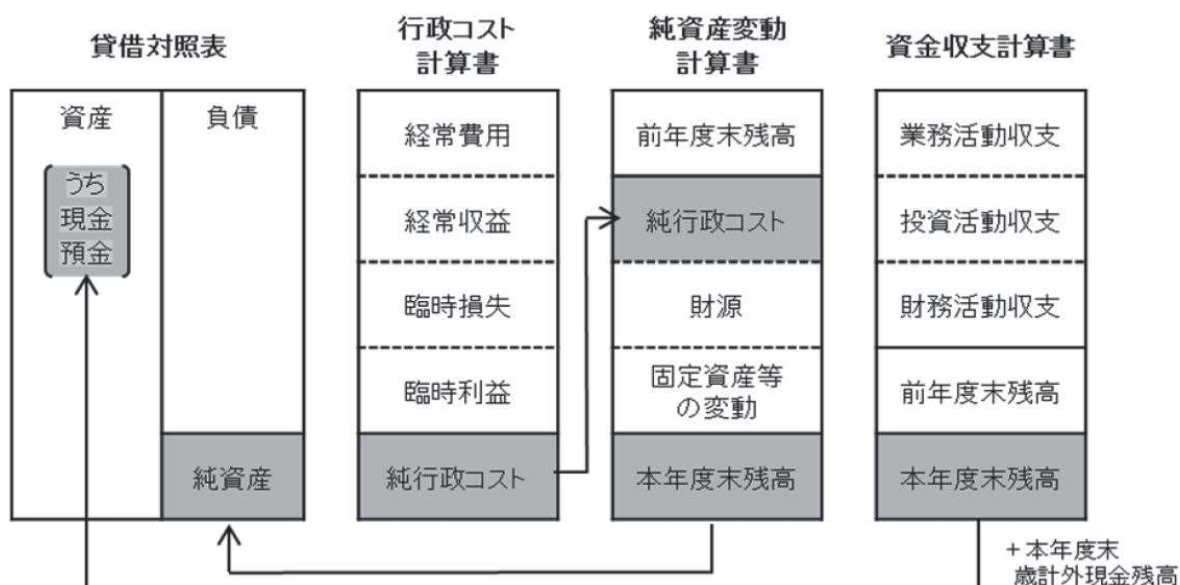 貸借対照表
資産
負債
うち
現金
預金
純資産
行政コスト
計算書
経常費用
経常収益
臨時損失
臨時利益
純行政コスト
純資産変動
計算書
前年度末残高
純行政コスト
財源
固定資産等
の変動
本年度末残高
資金収支計算書
業務活動収支
投資活動収支
財務活動収支
前年度末残高
本年度末残高
+本年度末
歳計外現金残高